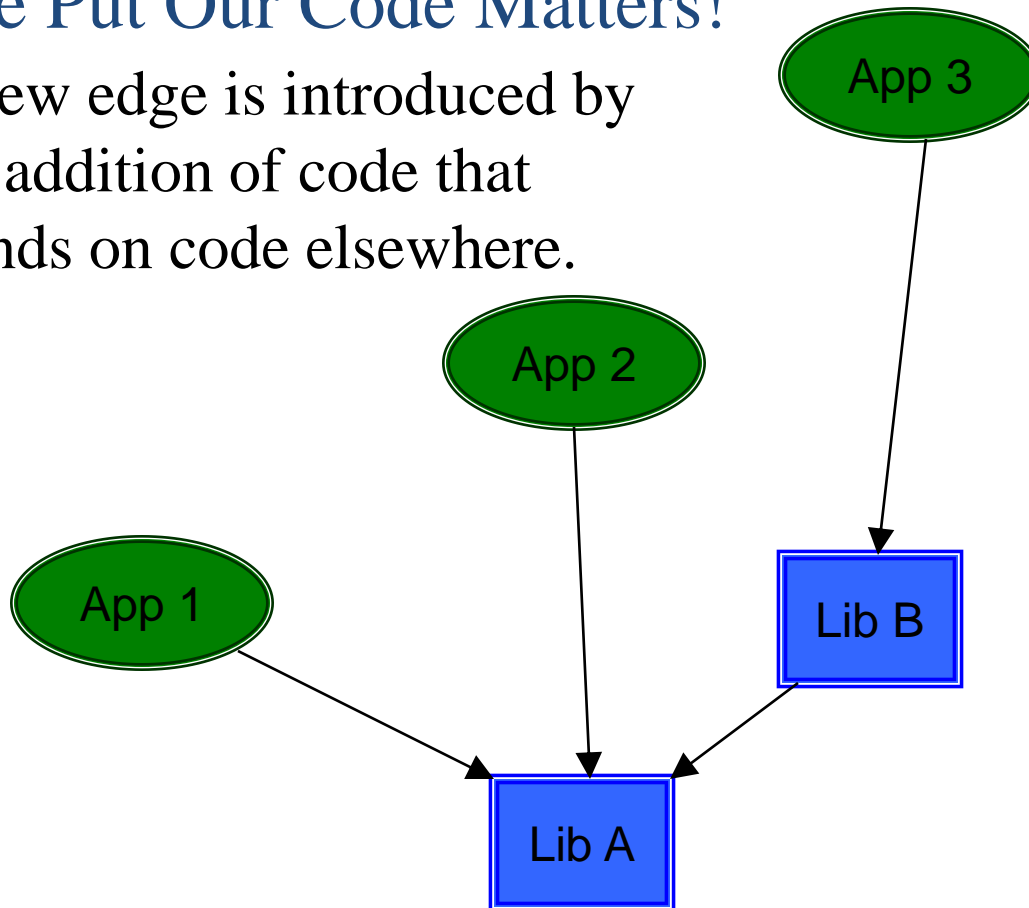 e Put Our Code Matters!
App 3
ew edge is introduced by
addition of code that
nds on code elsewhere.
App 2
App 1
Lib B
Lib A